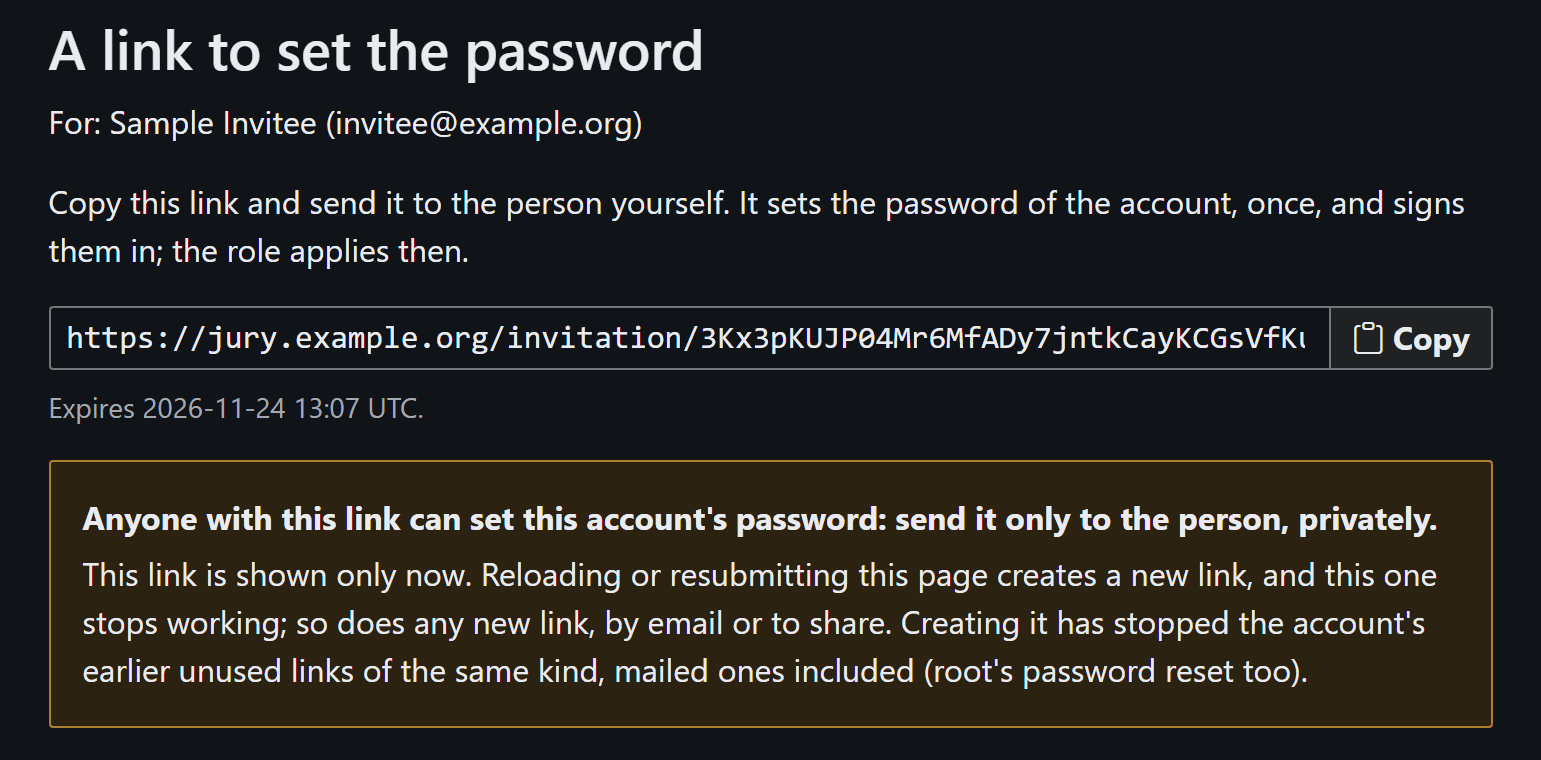 A link to set the password
For: Sample Invitee (invitee@example.org)
Copy this link and send it to the person yourself. It sets the password of the account, once, and signs
them in; the role applies then.
https://jury.example.org/invitation/3Kx3pKUJP04Mr6MfADy7jntkCayKCGsVfKu
Copy
Expires 2026-11-24 13:07 UTC.
Anyone with this link can set this account's password: send it only to the person, privately.
This link is shown only now. Reloading or resubmitting this page creates a new link, and this one
stops working; so does any new link, by email or to share. Creating it has stopped the account's
earlier unused links of the same kind, mailed ones included (root's password reset too).